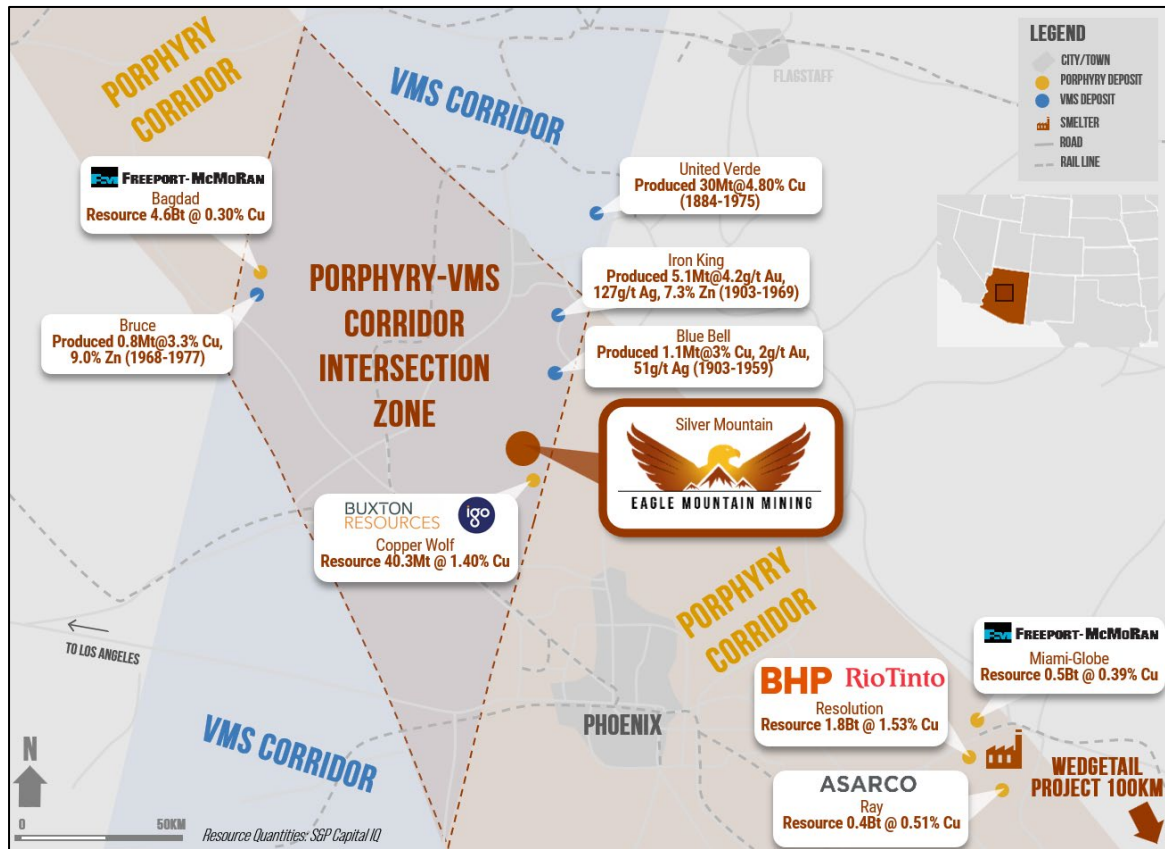 PORPHYRY
CORRIDOR
VMS CORRIDOR
FLAGSTAFF
LEGEND
CITY/TOWN
PORPHYRY DEPOSIT
VMS DEPOSIT
SMELTER
ROAD
RAIL LINE
FREEPORT-McMoRAN
Bagdad
Resource 4.6Bt @ 0.30% Cu
United Verde
Produced 30Mt@4.80% Cu
(1884-1975)
Iron King
Produced 5.1Mt@4.2g/t Au,
127g/t Ag, 7.3% Zn (1903-1969)
Bruce
Produced 0.8Mt@3.3% Cu,
9.0% Zn (1968-1977)
PORPHYRY-VMS
CORRIDOR
INTERSECTION
ZONE
Blue Bell
Produced 1.1Mt@3% Cu, 2g/t Au,
51g/t Ag (1903-1959)
Silver Mountain
EAGLE MOUNTAIN MINING
BUXTON
RESOURCES
igo
Copper Wolf
Resource 40.3Mt @ 1.40% Cu
PORPHYRY
CORRIDOR
TO LOS ANGELES
FREEPORT-McMoRAN
Miami-Globe
Resource 0.5Bt @ 0.39% Cu
BHP RioTinto
Resolution
Resource 1.8Bt @ 1.53% Cu
PHOENIX
VMS CORRIDOR
ASARCO
Ray
Resource 0.4Bt @ 0.51% Cu
WEDGETAIL
PROJECT 100KM
N
0 50KM
Resource Quantities: S&P Capital IQ